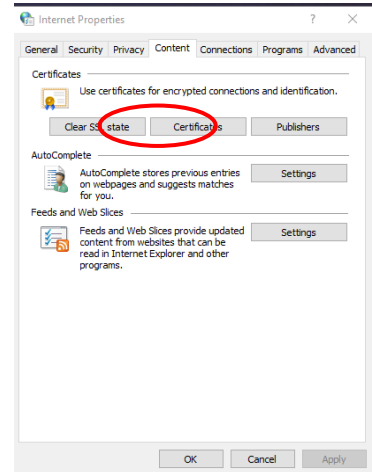 Internet Properties
General Security Privacy Content Connections Programs Advanced
Certificates
Use certificates for encrypted connections and identification.
Clear SSL state Certificates Publishers
AutoComplete
AutoComplete stores previous entries Settings
on webpages and suggests matches
for you.
Feeds and Web Slices
Feeds and Web Slices provide updated Settings
content from websites that can be
read in Internet Explorer and other
programs.
OK Cancel Apply